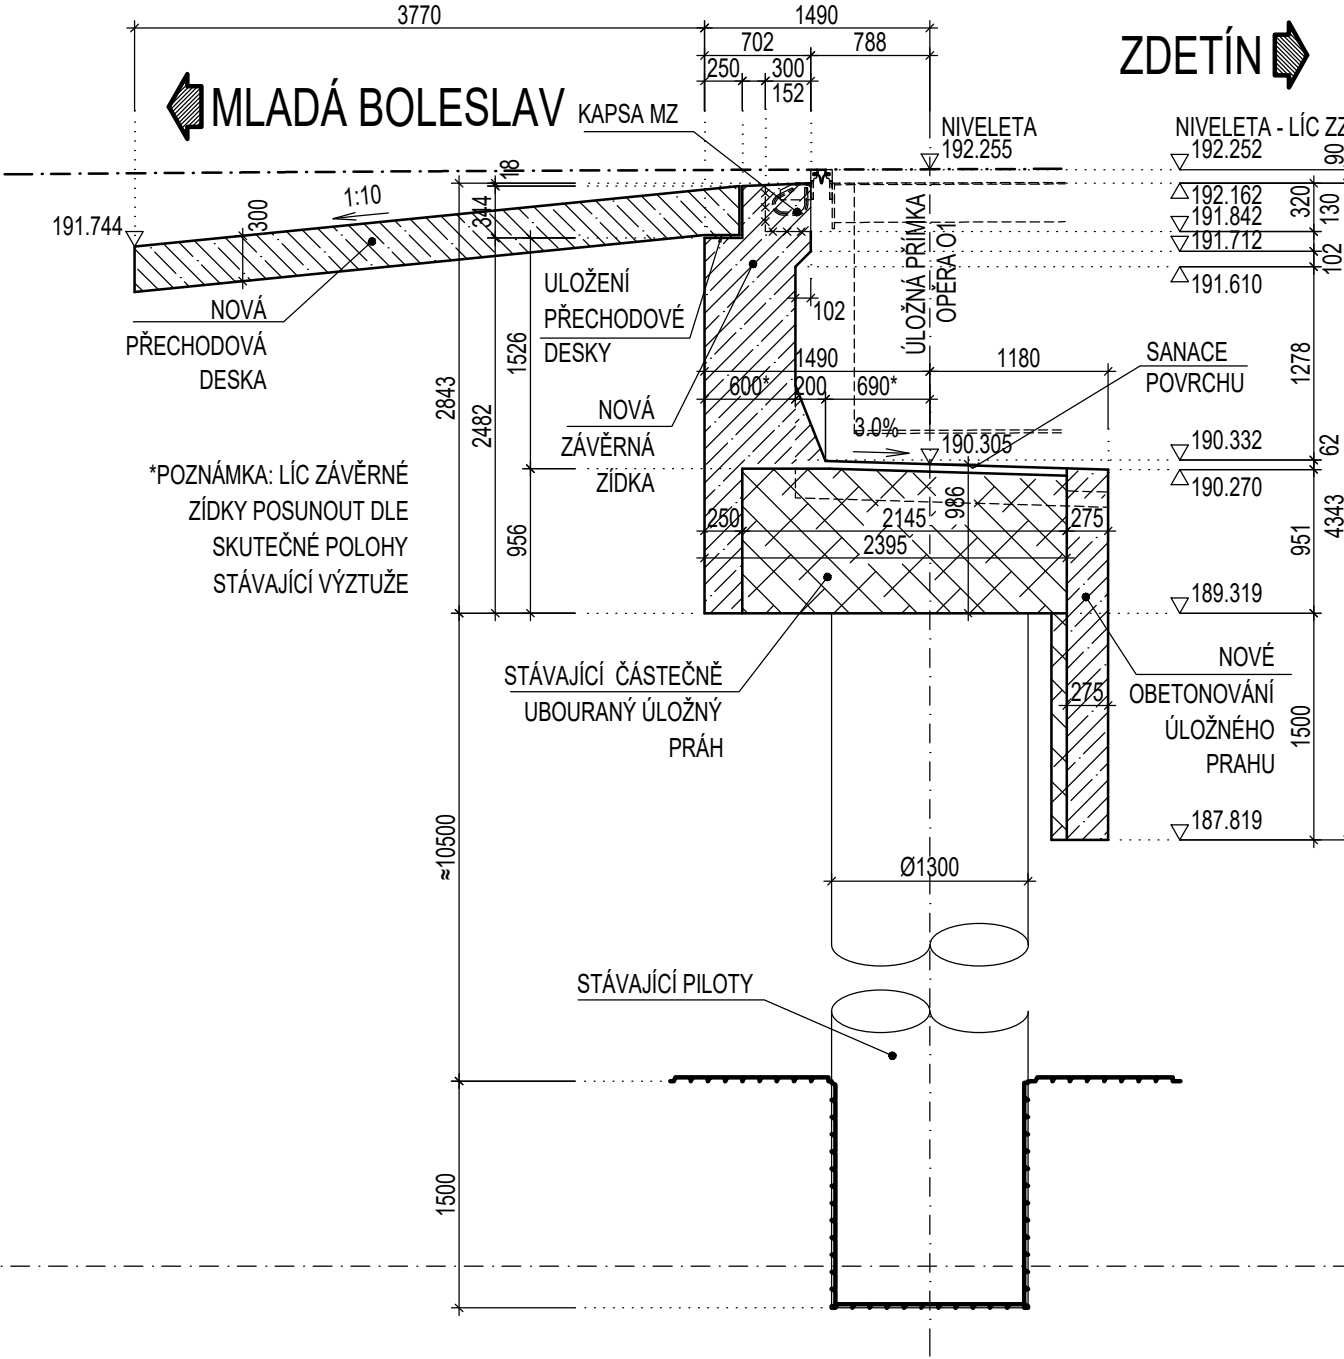 3770
1490
702
788
250
300
152
ZDETÍN
MLADÁ BOLESLAV
KAPSA MZ
NIVELETA
192.255
NIVELETA - LÍC ZZ
192.252
90
18
192.162
320
130
1:10
300
344
191.842
191.744
191.712
102
191.610
ÚLOŽNÁ PŘÍMKA
OPĚRA O1
ULOŽENÍ
PŘECHODOVÉ
DESKY
102
NOVÁ
PŘECHODOVÁ
DESKA
1526
2843
2482
1490
1180
SANACE
POVRCHU
1278
600*
200
690*
NOVÁ
ZÁVĚRNÁ
ZÍDKA
3.0%
190.305
190.332
62
190.270
*POZNÁMKA: LÍC ZÁVĚRNÉ
ZÍDKY POSUNOUT DLE
SKUTEČNÉ POLOHY
STÁVAJÍCÍ VÝZTUŽE
956
986
250
2145
275
2395
951
4343
189.319
STÁVAJÍCÍ ČÁSTEČNĚ
UBOURANÝ ÚLOŽNÝ
PRÁH
NOVÉ
OBETONOVÁNÍ
ÚLOŽNÉHO
PRAHU
275
1500
187.819
≈10500
Ø1300
STÁVAJÍCÍ PILOTY
1500